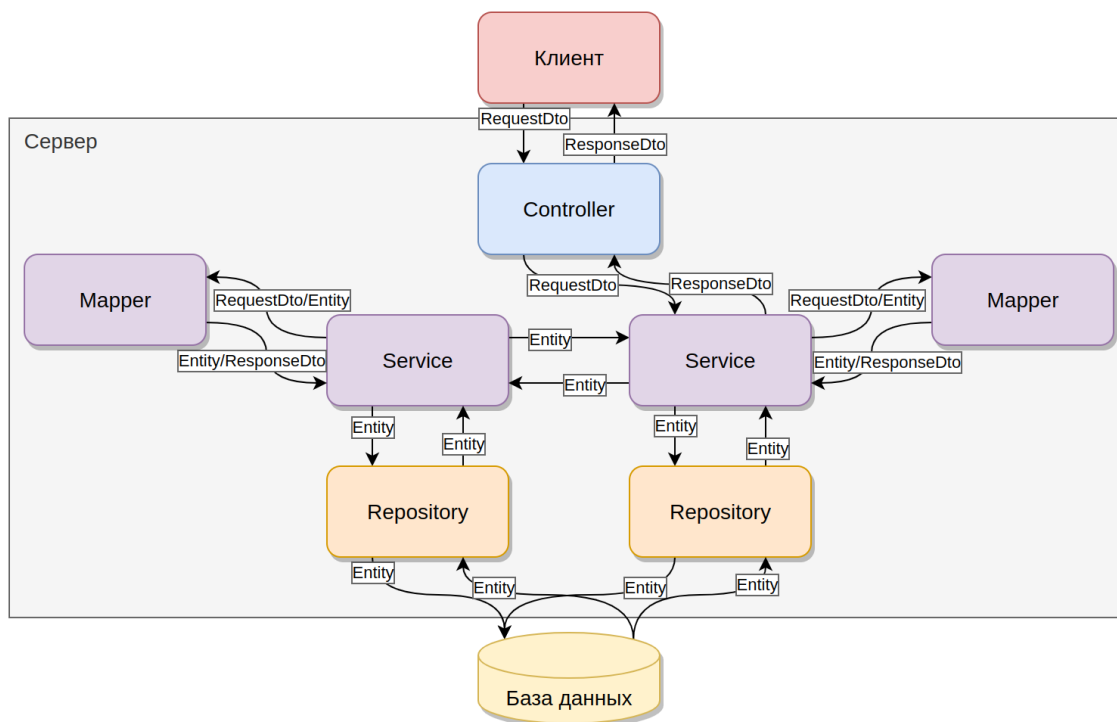 Клиент
RequestDto
ResponseDto
Сервер
Controller
RequestDto
ResponseDto
Mapper
RequestDto/Entity
Entity/ResponseDto
Service
Entity
Entity
Service
RequestDto/Entity
Entity/ResponseDto
Mapper
Entity
Entity
Entity
Entity
Repository
Repository
Entity
Entity
Entity
Entity
База данных